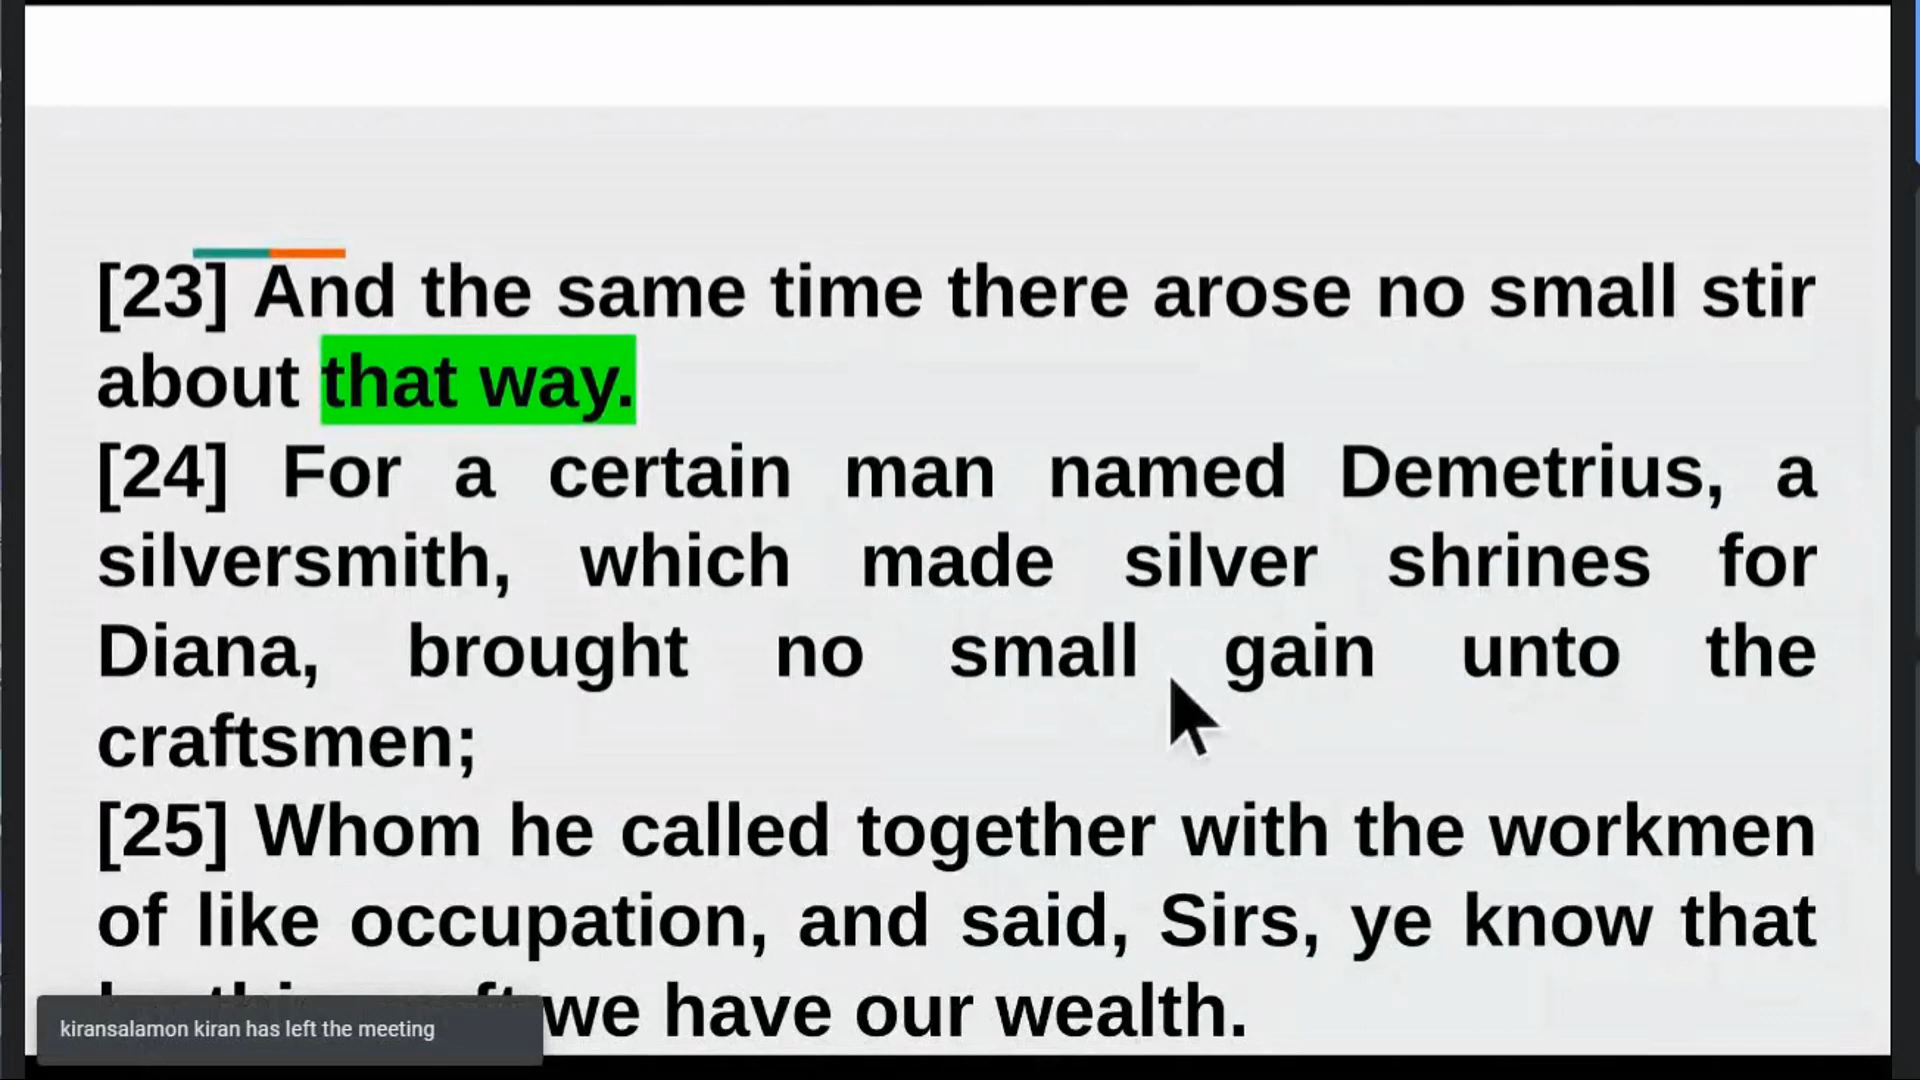 [23] And the same time there arose no small stir
about that way.
[24] For a certain man named Demetrius, a
silversmith, which made silver shrines for
Diana, brought no small gain unto the
craftsmen;
[25] Whom he called together with the workmen
of like occupation, and said, Sirs, ye know that
we have our wealth.
kiransalamon kiran has left the meeting